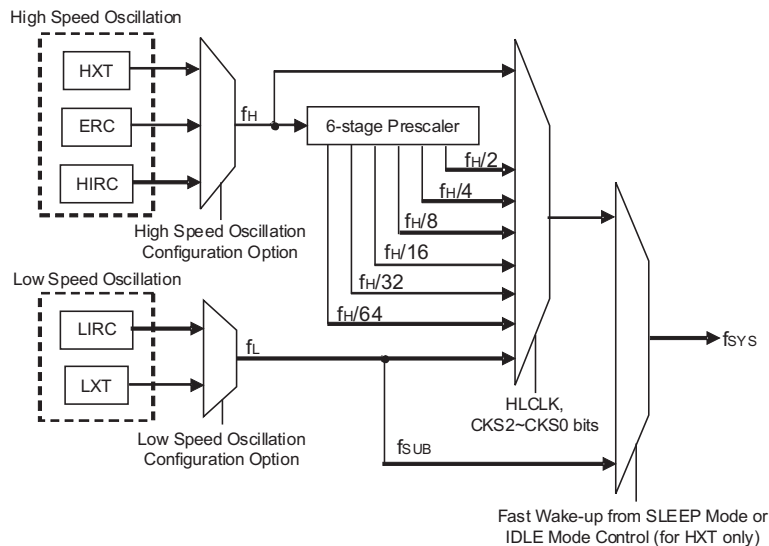 High Speed Oscillation
HXT
ERC
HIRC
fH
6-stage Prescaler
fH/2
fH/4
fH/8
fH/16
fH/32
fH/64
High Speed Oscillation
Configuration Option
Low Speed Oscillation
LIRC
LXT
fL
Low Speed Oscillation
Configuration Option
fSUB
HLCLK,
CKS2~CKS0 bits
fSYS
Fast Wake-up from SLEEP Mode or
IDLE Mode Control (for HXT only)